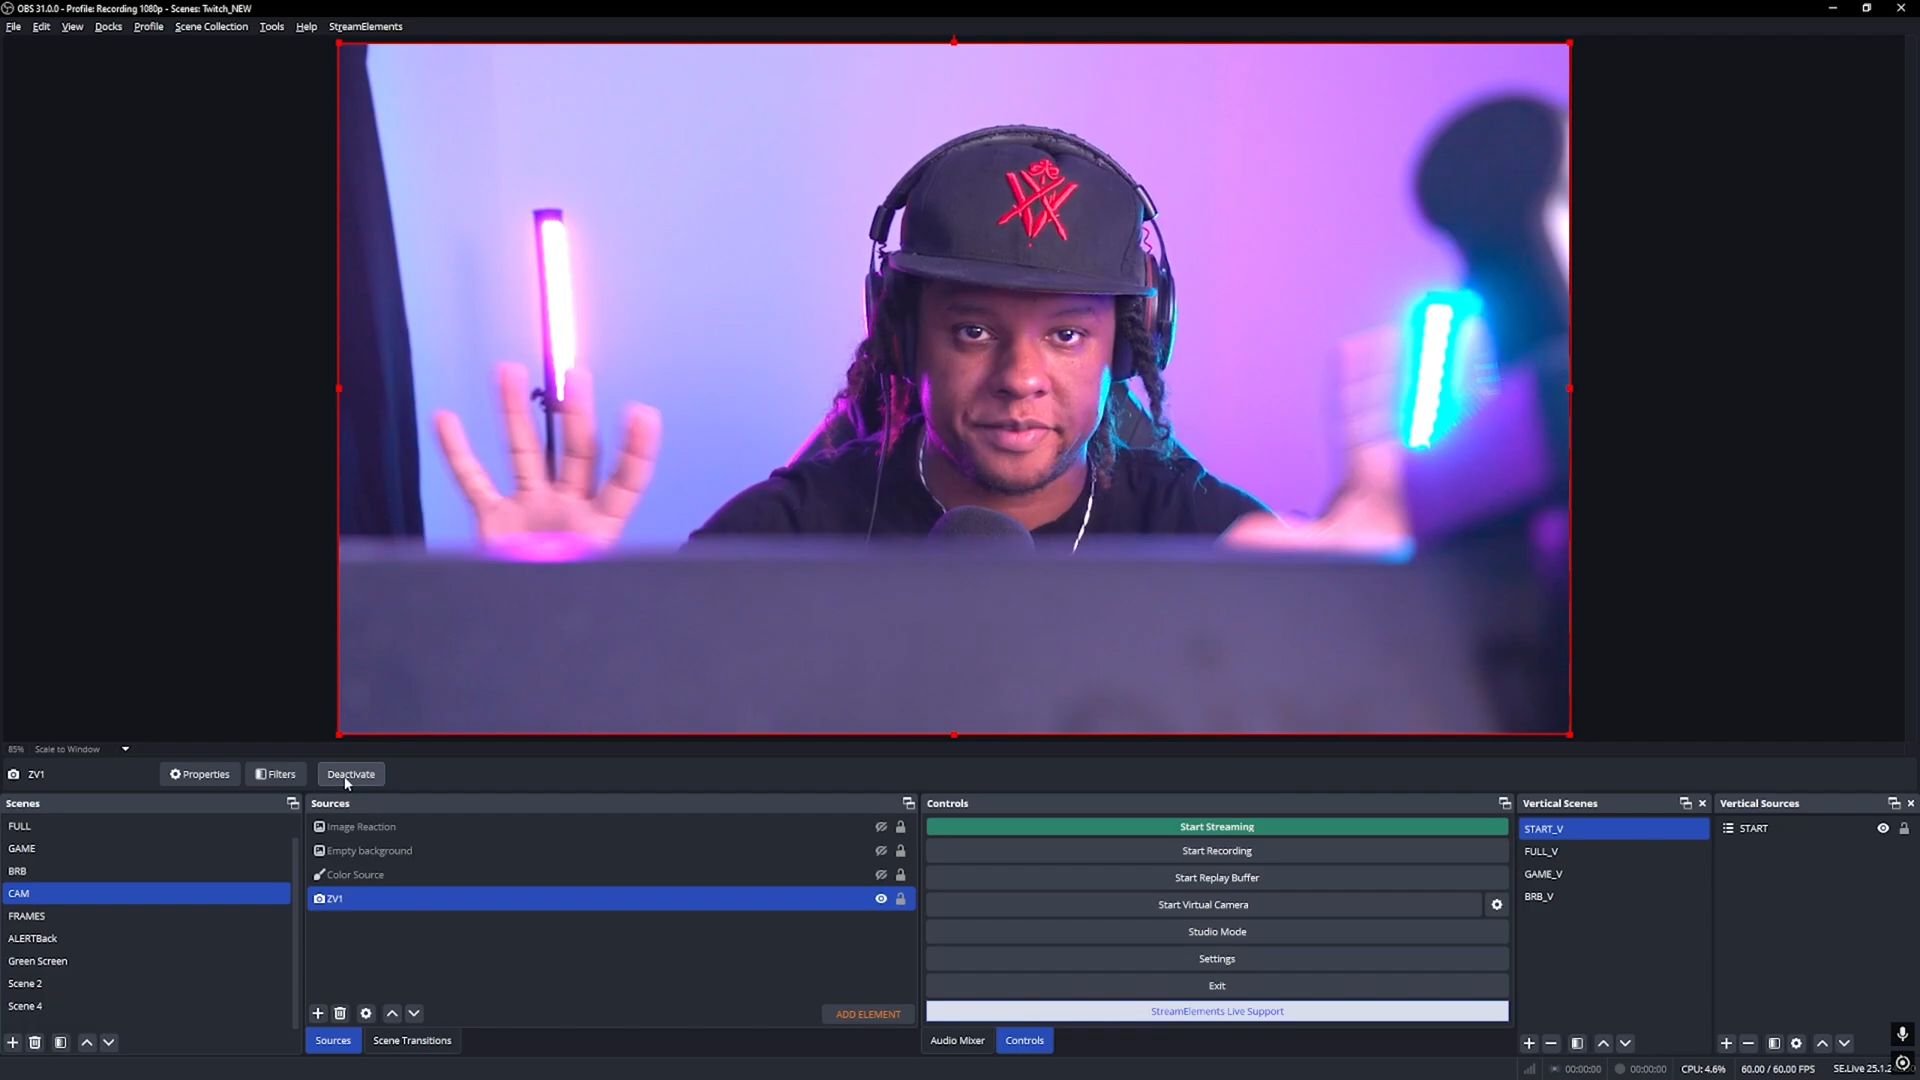 OBS 31.0.0 - Profile: Recording 1080p - Scenes: Twitch_NEW
File Edit View Docks Profile Scene Collection Tools Help StreamElements
85% Scale to Window
ZV1 Properties Filters Deactivate
Scenes
FULL
GAME
BRB
CAM
FRAMES
ALERTBack
Green Screen
Scene 2
Scene 4
Sources
Image Reaction
Empty background
Color Source
ZV1
ADD ELEMENT
Sources Scene Transitions
Controls
Start Streaming
Start Recording
Start Replay Buffer
Start Virtual Camera
Studio Mode
Settings
Exit
StreamElements Live Support
Audio Mixer Controls
Vertical Scenes
START_V
FULL_V
GAME_V
BRB_V
Vertical Sources
START
00:00:00 00:00:00 CPU: 4.6% 60.00 / 60.00 FPS SE.Live 25.1.2